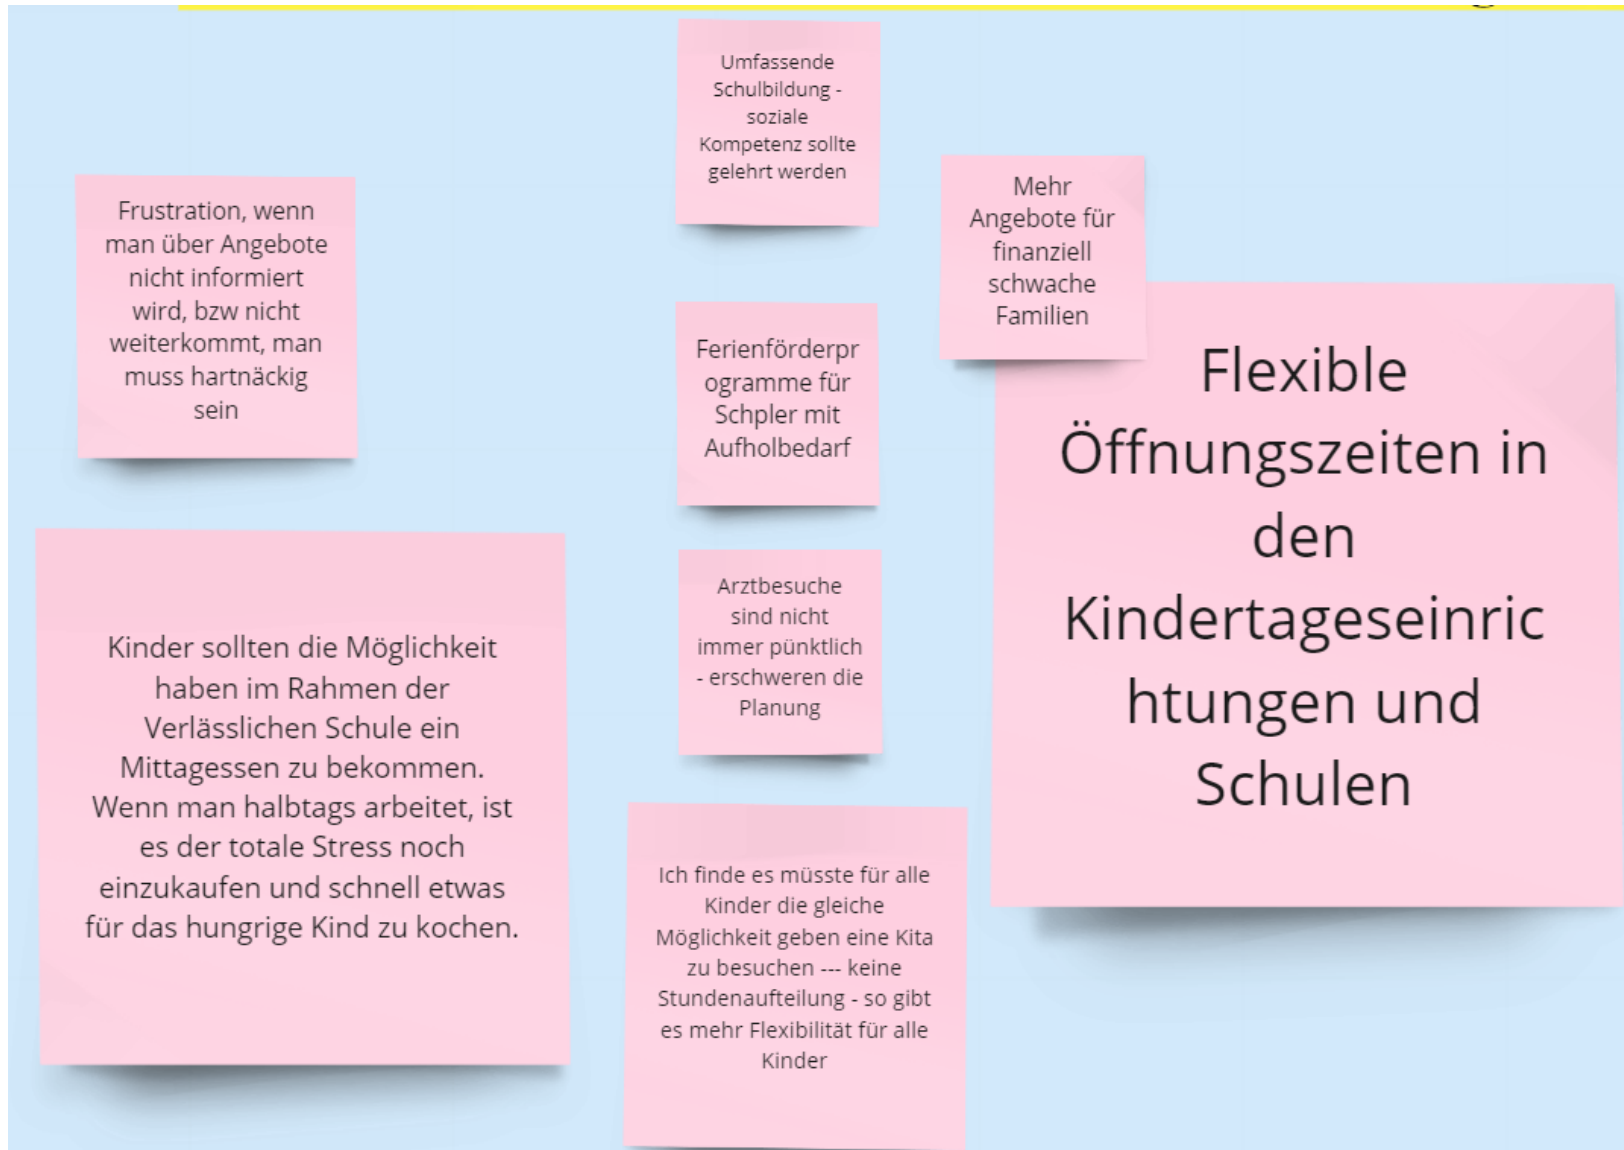 Umfassende
Schulbildung -
soziale
Kompetenz sollte
gelehrt werden
Mehr
Angebote für
finanziell
schwache
Familien
Frustration, wenn
man über Angebote
nicht informiert
wird, bzw nicht
weiterkommt, man
muss hartnäckig
sein
Ferienförderpr
ogramme für
Schpler mit
Aufholbedarf
Flexible
Öffnungszeiten in
den
Kindertageseinric
htungen und
Schulen
Arztbesuche
sind nicht
immer pünktlich
- erschweren die
Planung
Kinder sollten die Möglichkeit
haben im Rahmen der
Verlässlichen Schule ein
Mittagessen zu bekommen.
Wenn man halbtags arbeitet, ist
es der totale Stress noch
einzukaufen und schnell etwas
für das hungrige Kind zu kochen.
Ich finde es müsste für alle
Kinder die gleiche
Möglichkeit geben eine Kita
zu besuchen --- keine
Stundenaufteilung - so gibt
es mehr Flexibilität für alle
Kinder